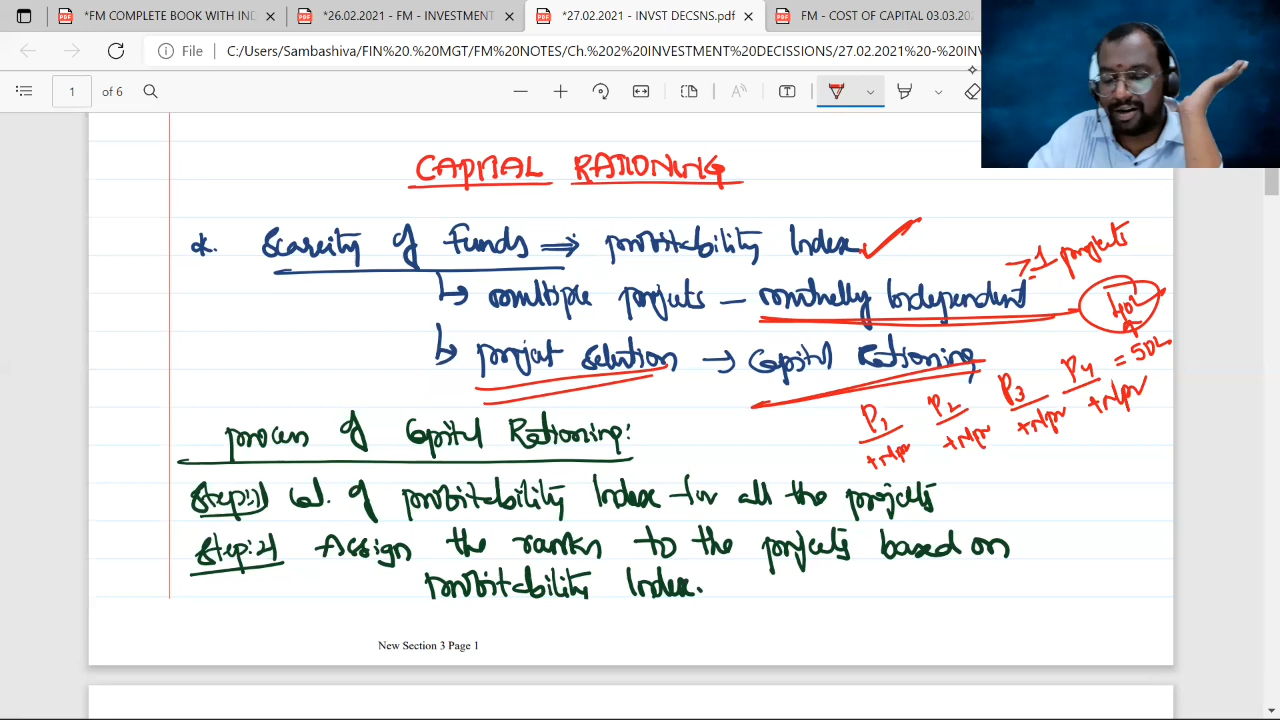 *FM COMPLETE BOOK WITH IND
*26.02.2021 - FM - INVESTMENT
*27.02.2021 - INVST DECSNS.pdf
FM - COST OF CAPITAL 03.03.20
File C:/Users/Sambashiva/FIN%20.%20MGT/FM%20NOTES/Ch.%202%20INVESTMENT%20DECISSIONS/27.02.2021%20-%20INV
1 of 6
CAPITAL RATIONING
*. Scarcity of Funds ⇒ profitability Index ✓
>1 projects
↳ multiple projects – mutually Independent
40L
↳ project selection → Capital Rationing
P1 P2 P3 P4 = 50L
+NPV +NPV +NPV +NPV
process of Capital Rationing:
Step:1) Cal. of profitability Index for all the projects
Step:2) Assign the ranks to the projects based on
profitability Index.
New Section 3 Page 1